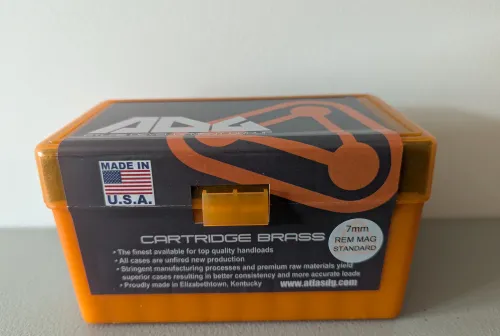 ADG
MADE IN
U.S.A.
CARTRIDGE BRASS
• The finest available for top quality handloads
• All cases are unfired new production
• Stringent manufacturing processes and premium raw materials yield
superior cases resulting in better consistency and more accurate loads
• Proudly made in Elizabethtown, Kentucky
www.atlasdg.com
7mm
REM MAG
STANDARD